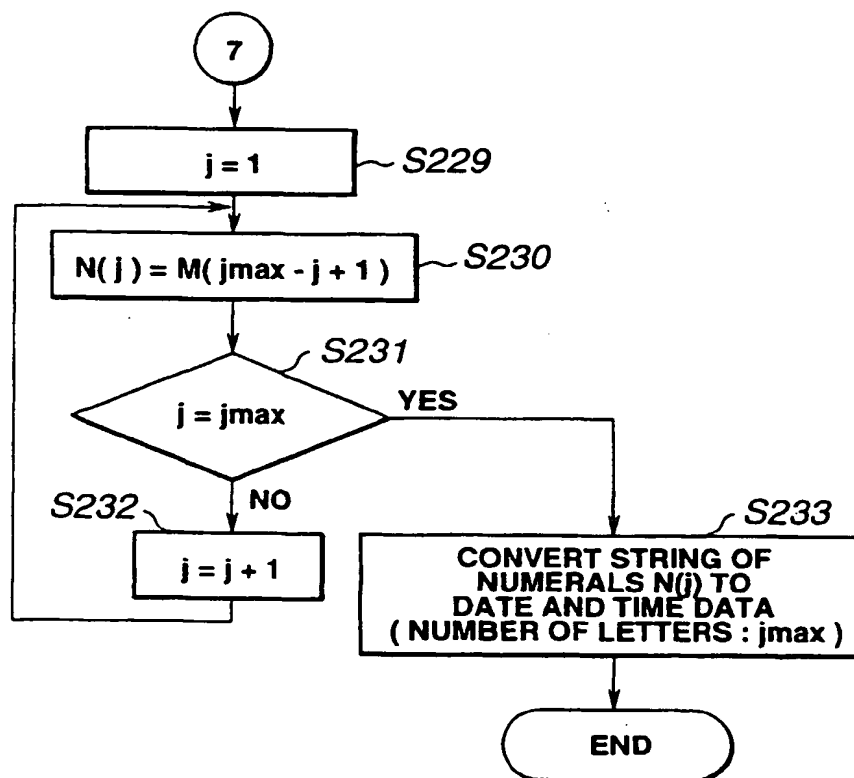 7
j = 1
S229
N( j ) = M( jmax - j + 1 )
S230
S231
j = jmax
YES
NO
S232
j = j + 1
S233
CONVERT STRING OF
NUMERALS N(j) TO
DATE AND TIME DATA
( NUMBER OF LETTERS : jmax )
END